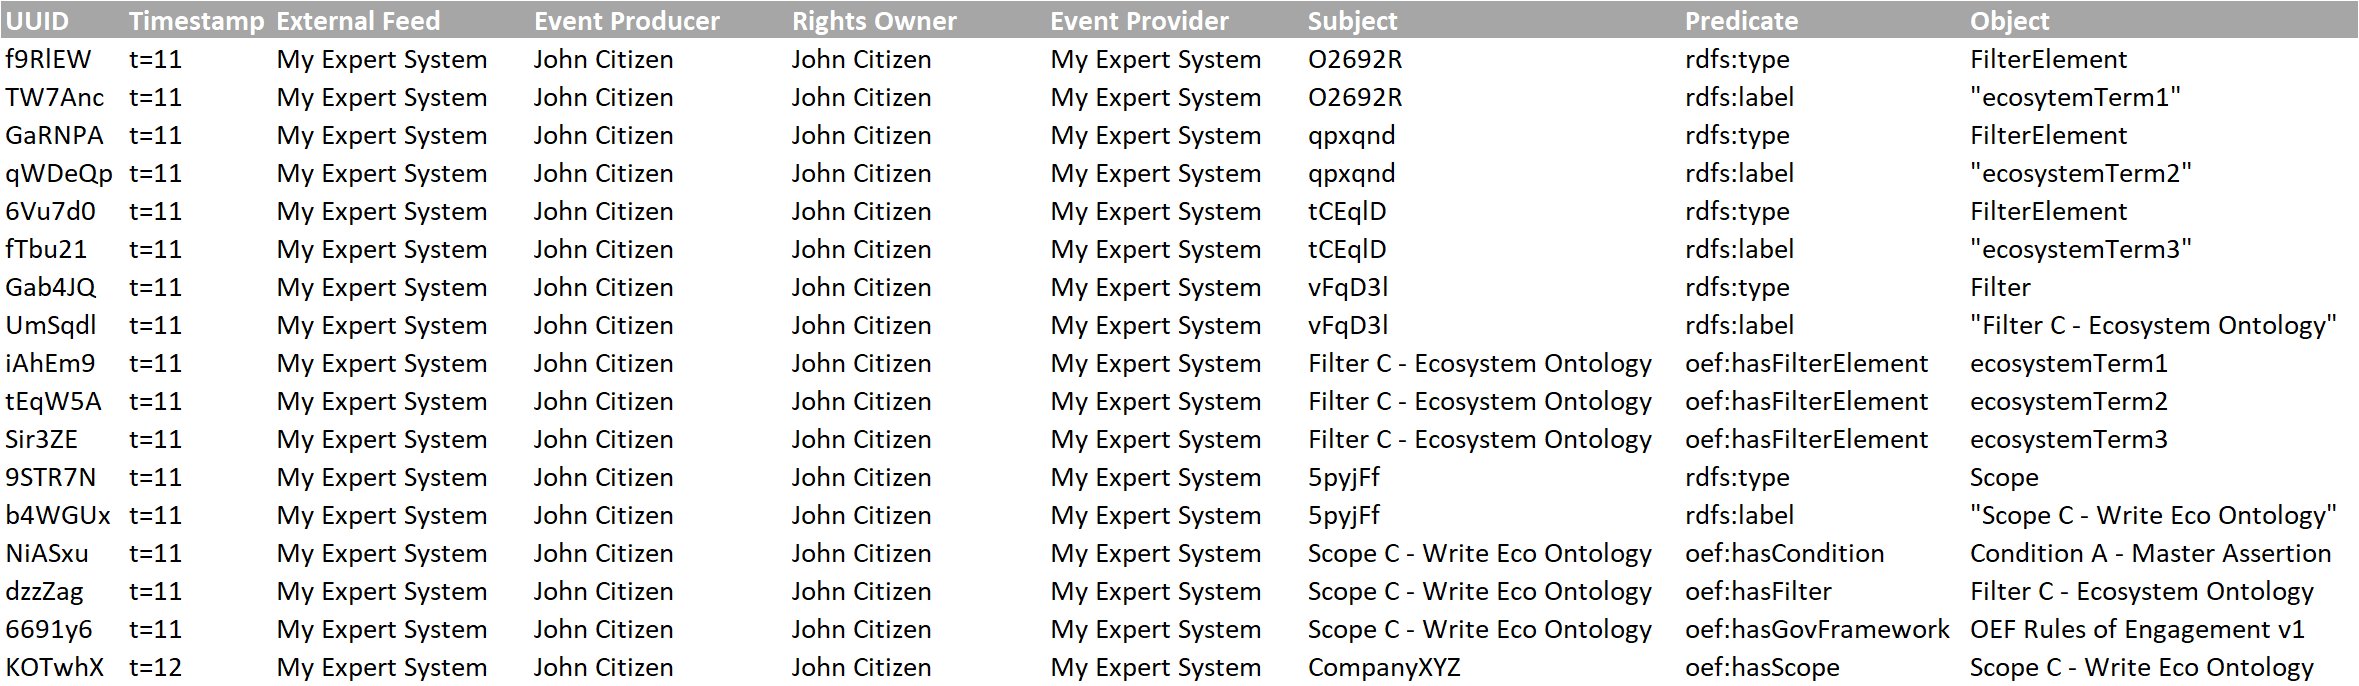 UUID Timestamp External Feed Event Producer Rights Owner Event Provider Subject Predicate Object
f9RlEW t=11 My Expert System John Citizen John Citizen My Expert System O2692R rdfs:type FilterElement
TW7Anc t=11 My Expert System John Citizen John Citizen My Expert System O2692R rdfs:label "ecosytemTerm1"
GaRNPA t=11 My Expert System John Citizen John Citizen My Expert System qpxqnd rdfs:type FilterElement
qWDeQp t=11 My Expert System John Citizen John Citizen My Expert System qpxqnd rdfs:label "ecosystemTerm2"
6Vu7d0 t=11 My Expert System John Citizen John Citizen My Expert System tCEqlD rdfs:type FilterElement
fTbu21 t=11 My Expert System John Citizen John Citizen My Expert System tCEqlD rdfs:label "ecosystemTerm3"
Gab4JQ t=11 My Expert System John Citizen John Citizen My Expert System vFqD3l rdfs:type Filter
UmSqdl t=11 My Expert System John Citizen John Citizen My Expert System vFqD3l rdfs:label "Filter C - Ecosystem Ontology"
iAhEm9 t=11 My Expert System John Citizen John Citizen My Expert System Filter C - Ecosystem Ontology oef:hasFilterElement ecosystemTerm1
tEqW5A t=11 My Expert System John Citizen John Citizen My Expert System Filter C - Ecosystem Ontology oef:hasFilterElement ecosystemTerm2
Sir3ZE t=11 My Expert System John Citizen John Citizen My Expert System Filter C - Ecosystem Ontology oef:hasFilterElement ecosystemTerm3
9STR7N t=11 My Expert System John Citizen John Citizen My Expert System 5pyjFf rdfs:type Scope
b4WGUx t=11 My Expert System John Citizen John Citizen My Expert System 5pyjFf rdfs:label "Scope C - Write Eco Ontology"
NiASxu t=11 My Expert System John Citizen John Citizen My Expert System Scope C - Write Eco Ontology oef:hasCondition Condition A - Master Assertion
dzzZag t=11 My Expert System John Citizen John Citizen My Expert System Scope C - Write Eco Ontology oef:hasFilter Filter C - Ecosystem Ontology
6691y6 t=11 My Expert System John Citizen John Citizen My Expert System Scope C - Write Eco Ontology oef:hasGovFramework OEF Rules of Engagement v1
KOTwhX t=12 My Expert System John Citizen John Citizen My Expert System CompanyXYZ oef:hasScope Scope C - Write Eco Ontology